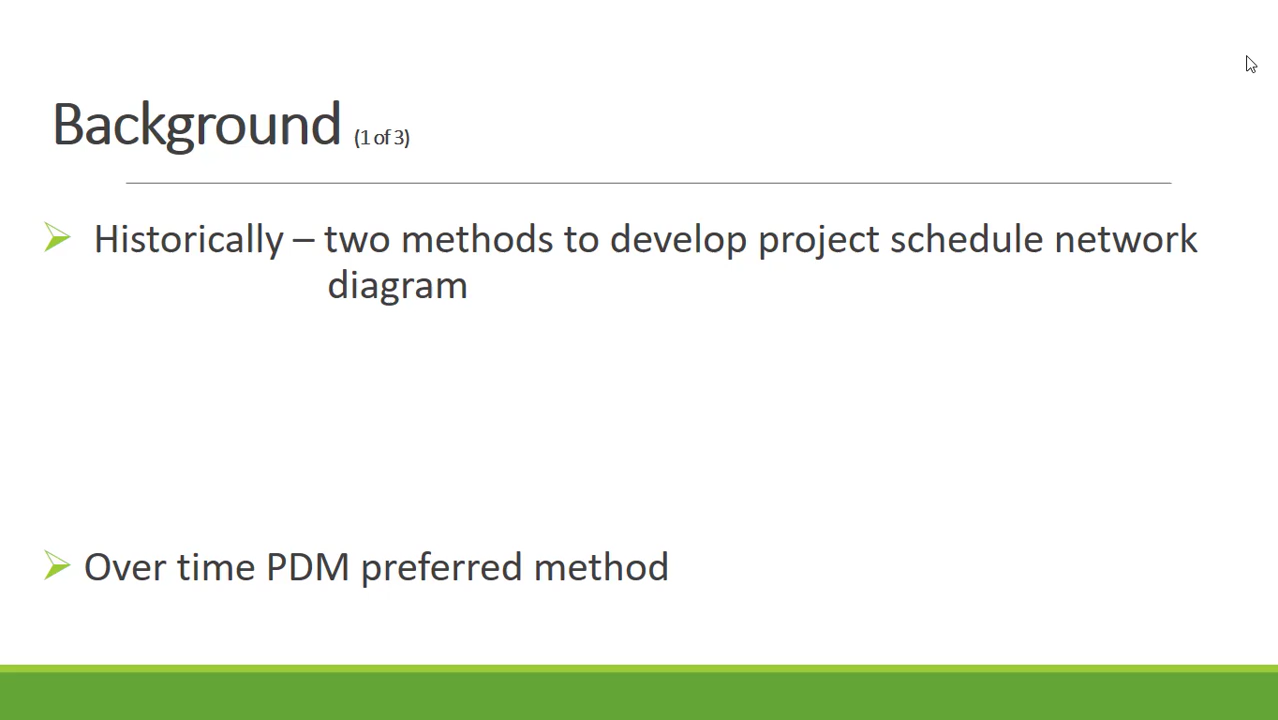 Background (1 of 3)
Historically – two methods to develop project schedule network
diagram
Over time PDM preferred method